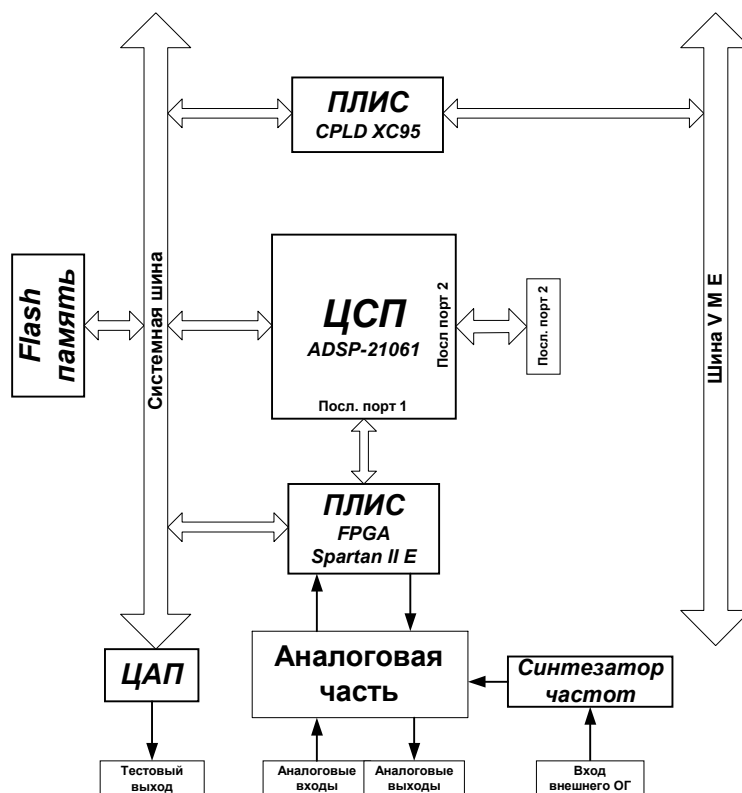 ПЛИС
CPLD XC95
Flash
память
Системная шина
ЦСП
ADSP-21061
Посл порт 2
Посл. порт 1
Посл. порт 2
Шина V M E
ПЛИС
FPGA
Spartan II E
ЦАП
Аналоговая
часть
Синтезатор
частот
Тестовый
выход
Аналоговые
входы
Аналоговые
выходы
Вход
внешнего ОГ